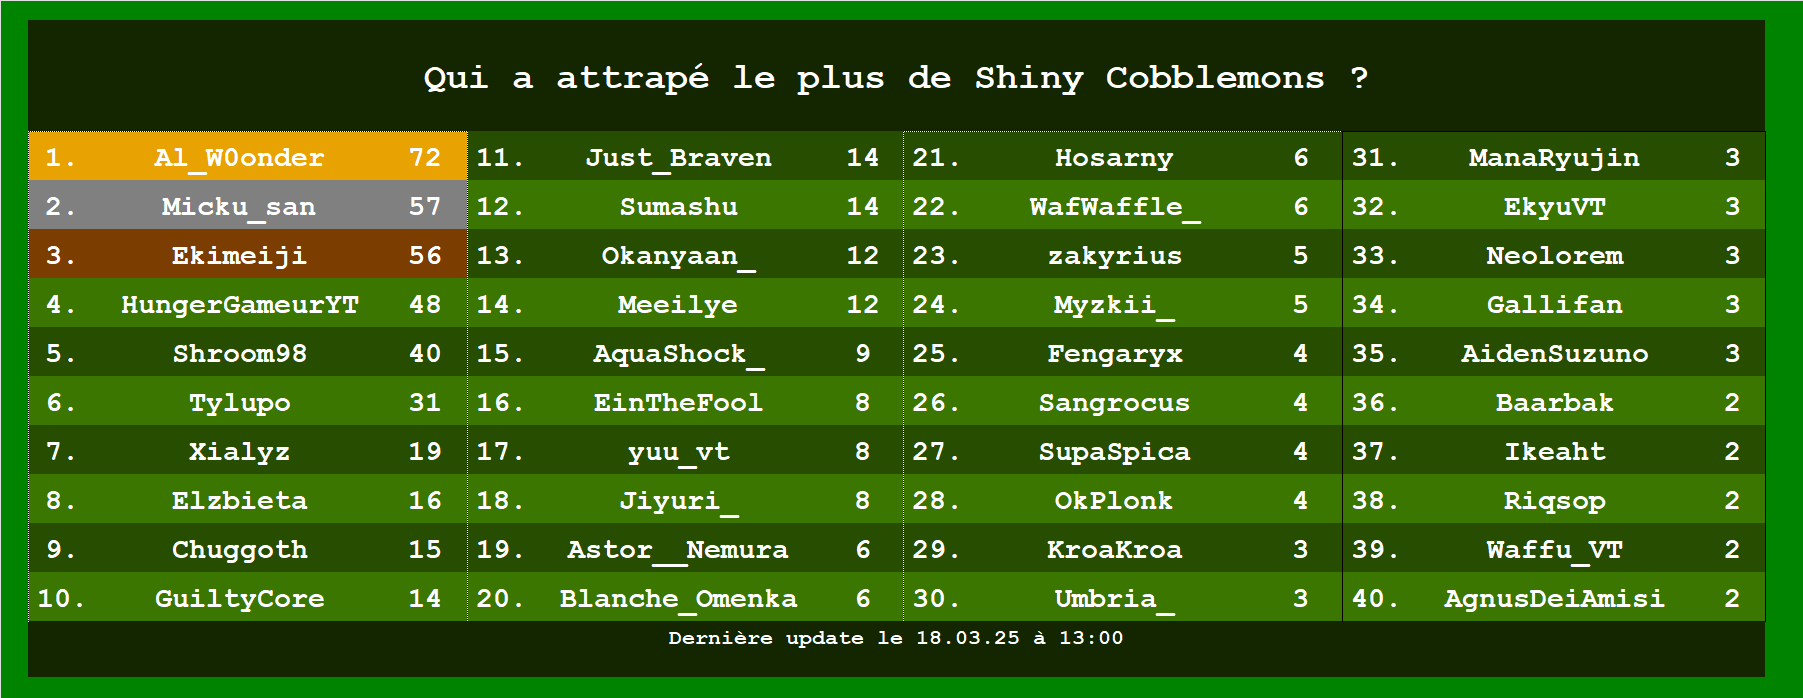 Qui a attrapé le plus de Shiny Cobblemons ?
1. Al_W0onder 72
2. Micku_san 57
3. Ekimeiji 56
4. HungerGameurYT 48
5. Shroom98 40
6. Tylupo 31
7. Xialyz 19
8. Elzbieta 16
9. Chuggoth 15
10. GuiltyCore 14
11. Just_Braven 14
12. Sumashu 14
13. Okanyaan_ 12
14. Meeilye 12
15. AquaShock_ 9
16. EinTheFool 8
17. yuu_vt 8
18. Jiyuri_ 8
19. Astor__Nemura 6
20. Blanche_Omenka 6
21. Hosarny 6
22. WafWaffle_ 6
23. zakyrius 5
24. Myzkii_ 5
25. Fengaryx 4
26. Sangrocus 4
27. SupaSpica 4
28. OkPlonk 4
29. KroaKroa 3
30. Umbria_ 3
31. ManaRyujin 3
32. EkyuVT 3
33. Neolorem 3
34. Gallifan 3
35. AidenSuzuno 3
36. Baarbak 2
37. Ikeaht 2
38. Riqsop 2
39. Waffu_VT 2
40. AgnusDeiAmisi 2
Dernière update le 18.03.25 à 13:00